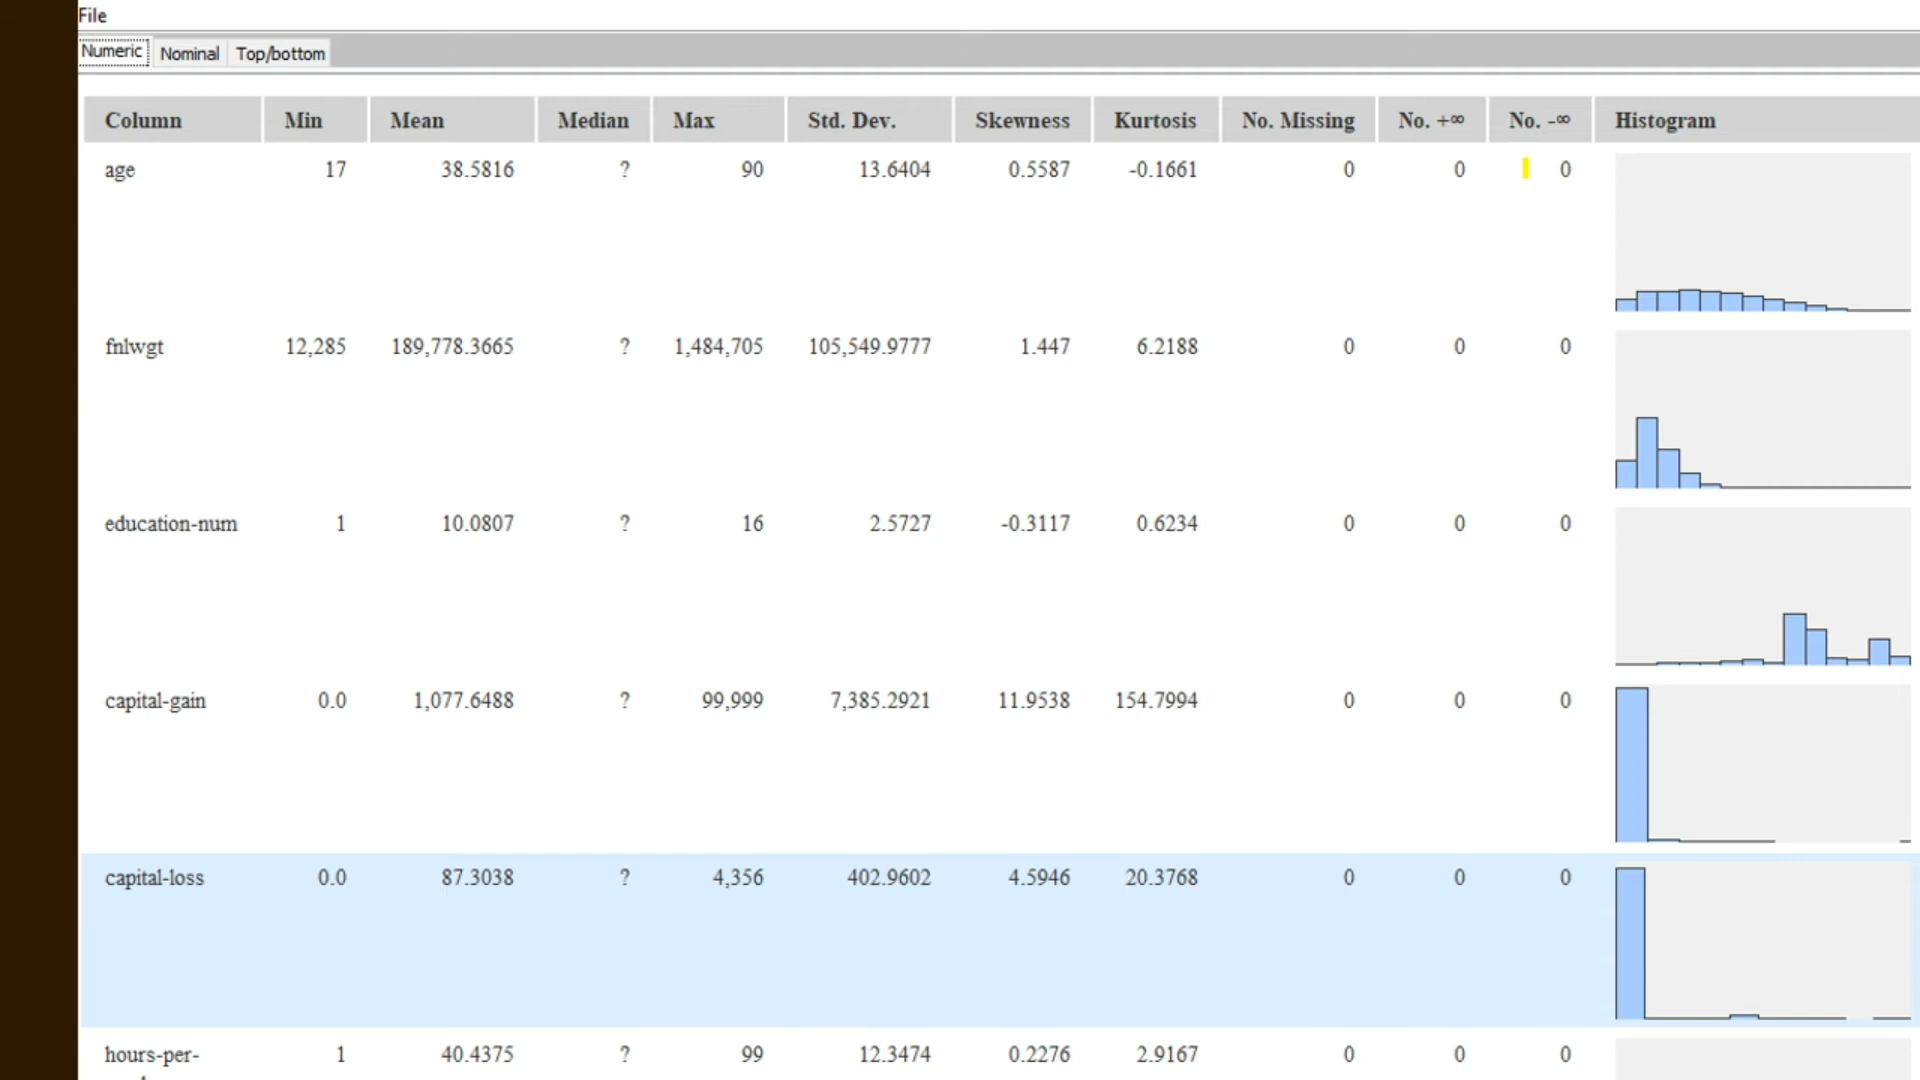 File
Numeric Nominal Top/bottom
Column Min Mean Median Max Std. Dev. Skewness Kurtosis No. Missing No. +∞ No. -∞ Histogram
age 17 38.5816 ? 90 13.6404 0.5587 -0.1661 0 0 0
fnlwgt 12,285 189,778.3665 ? 1,484,705 105,549.9777 1.447 6.2188 0 0 0
education-num 1 10.0807 ? 16 2.5727 -0.3117 0.6234 0 0 0
capital-gain 0.0 1,077.6488 ? 99,999 7,385.2921 11.9538 154.7994 0 0 0
capital-loss 0.0 87.3038 ? 4,356 402.9602 4.5946 20.3768 0 0 0
hours-per- 1 40.4375 ? 99 12.3474 0.2276 2.9167 0 0 0